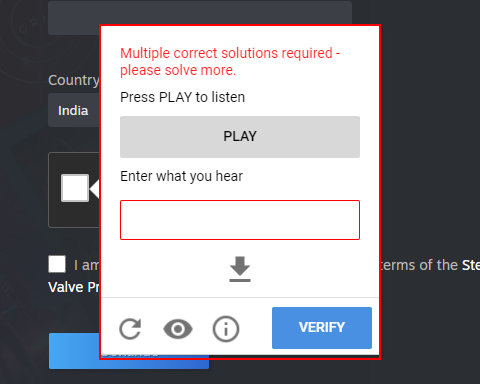 Multiple correct solutions required -
please solve more.
Country
Press PLAY to listen
India
PLAY
Enter what you hear
I am
terms of the Ste
Valve Pr
VERIFY